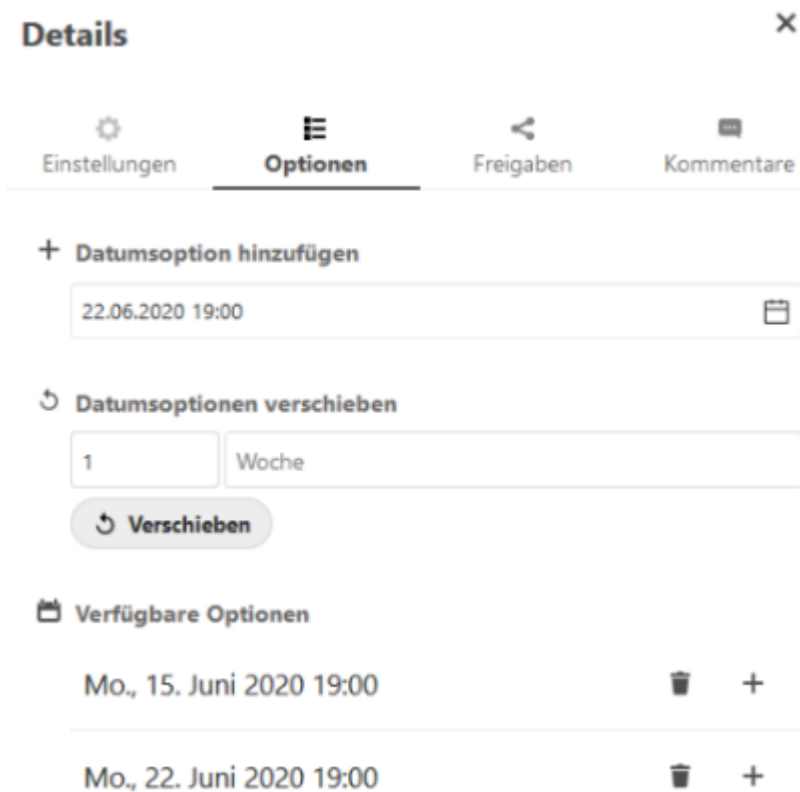 Details
Einstellungen Optionen Freigaben Kommentare
Datumsoption hinzufügen
22.06.2020 19:00
Datumsoptionen verschieben
1 Woche
Verschieben
Verfügbare Optionen
Mo., 15. Juni 2020 19:00
Mo., 22. Juni 2020 19:00